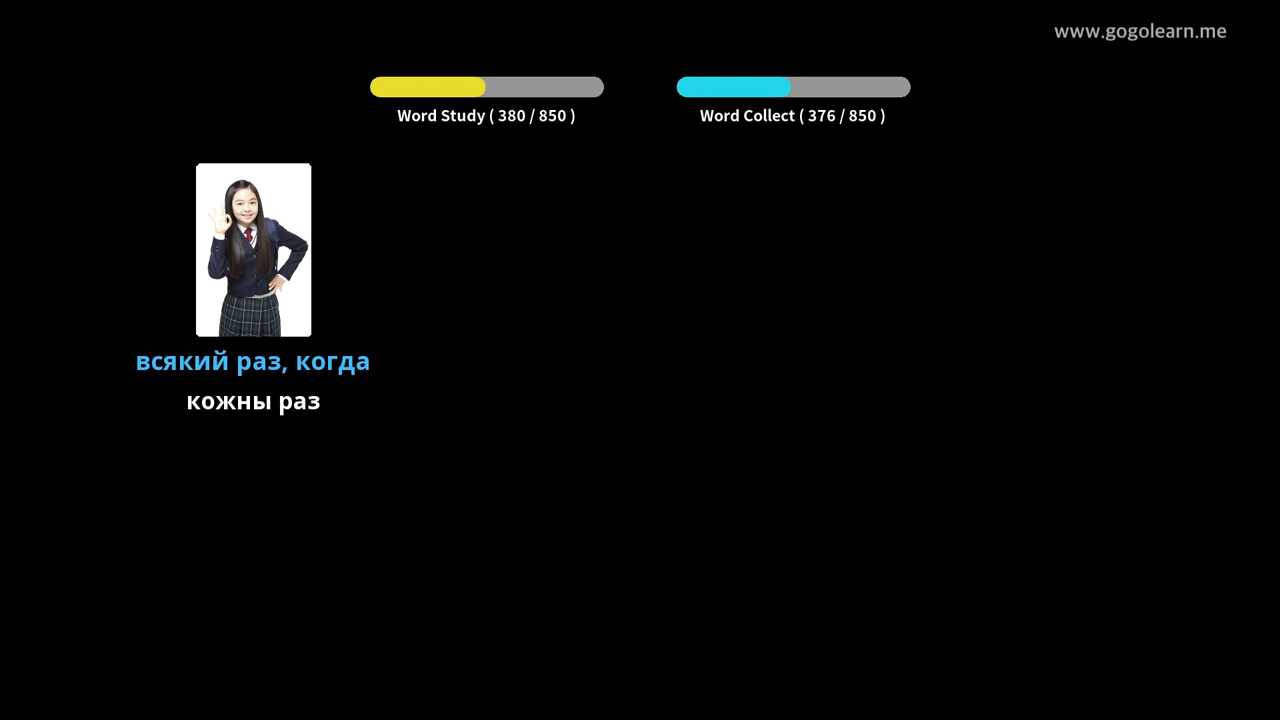 www.gogolearn.me
Word Study ( 380 / 850 )
Word Collect ( 376 / 850 )
всякий раз, когда
кожны раз